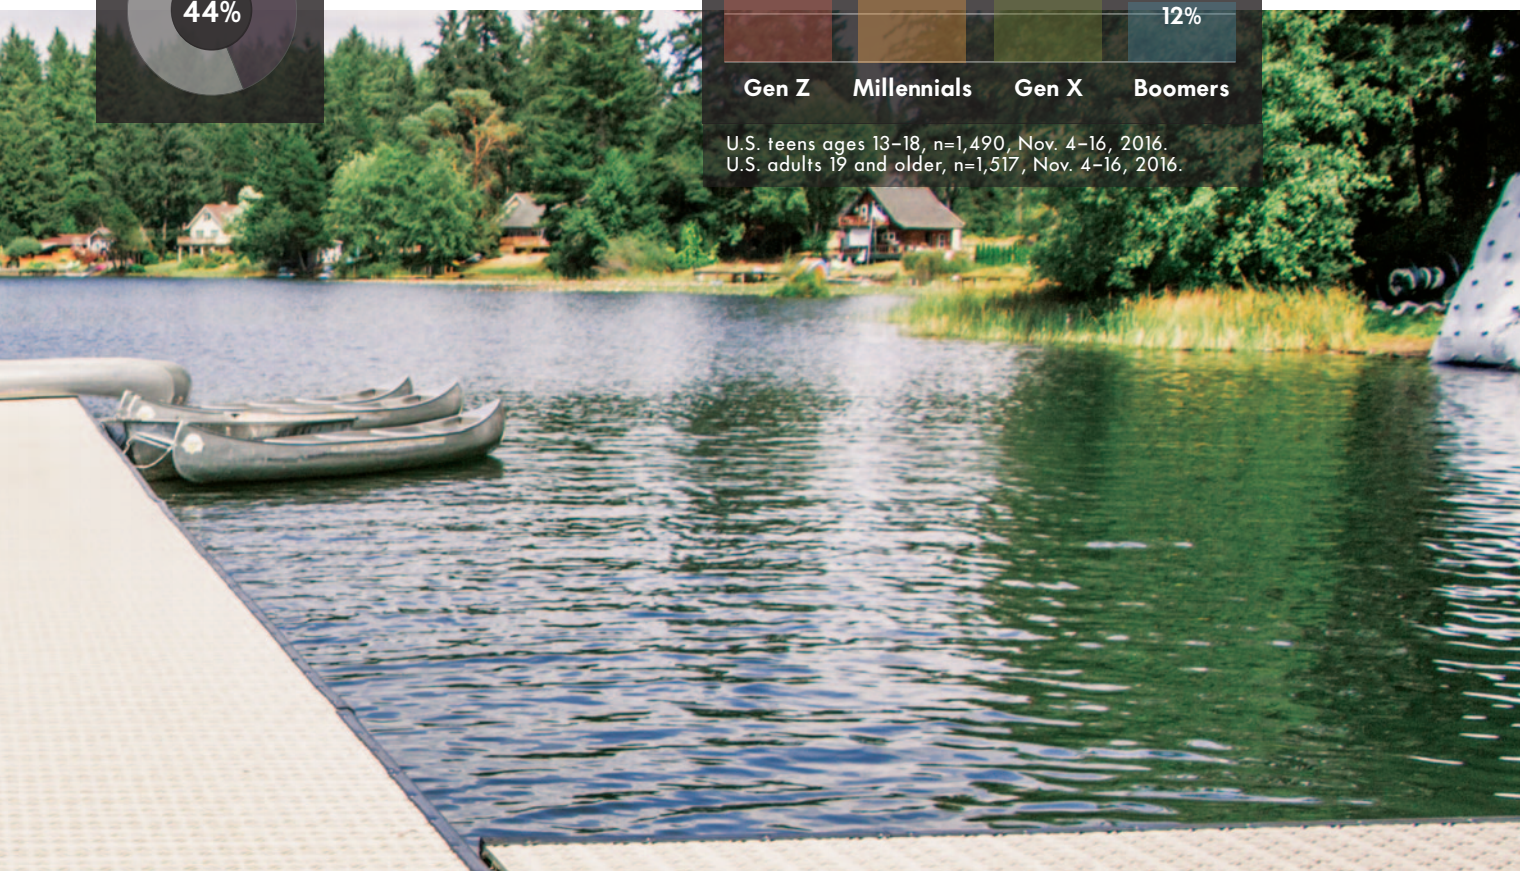 44%
12%
Gen Z Millennials Gen X Boomers
U.S. teens ages 13–18, n=1,490, Nov. 4–16, 2016.
U.S. adults 19 and older, n=1,517, Nov. 4–16, 2016.